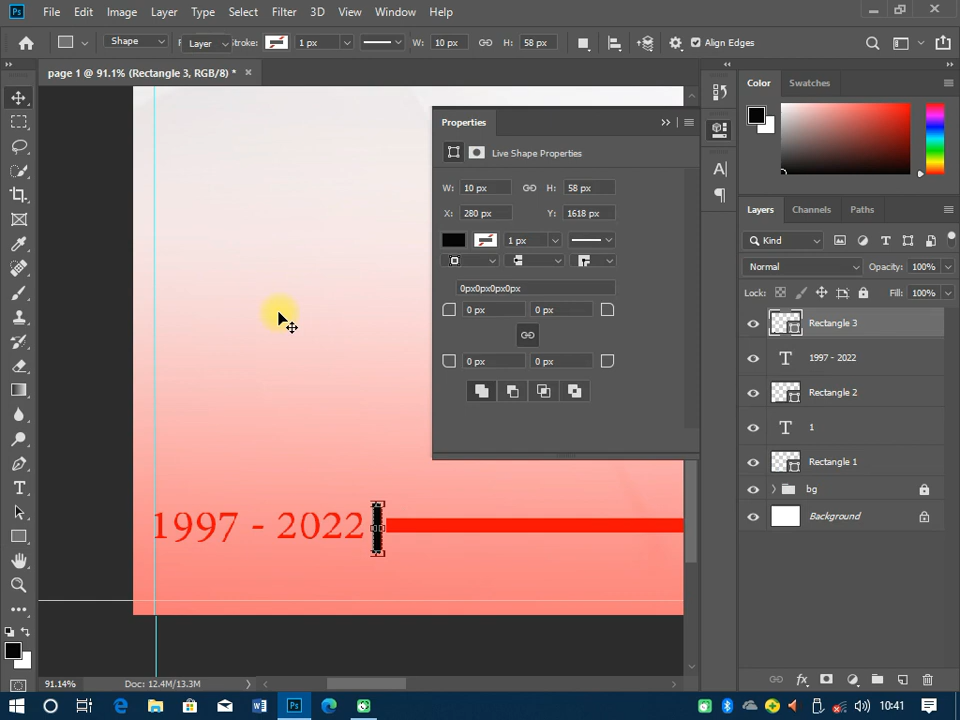 Ps File Edit Image Layer Type Select Filter 3D View Window Help
Shape Layer Stroke: 1 px W: 10 px H: 58 px Align Edges
page 1 @ 91.1% (Rectangle 3, RGB/8) *
Properties
Live Shape Properties
W: 10 px H: 58 px
X: 280 px Y: 1618 px
1 px
0px0px0px0px
0 px 0 px
0 px 0 px
1997 - 2022
Color Swatches
Layers Channels Paths
Kind
Normal Opacity: 100%
Lock: Fill: 100%
Rectangle 3
T 1997 - 2022
Rectangle 2
T 1
Rectangle 1
bg
Background
91.14% Doc: 12.4M/13.3M
10:41